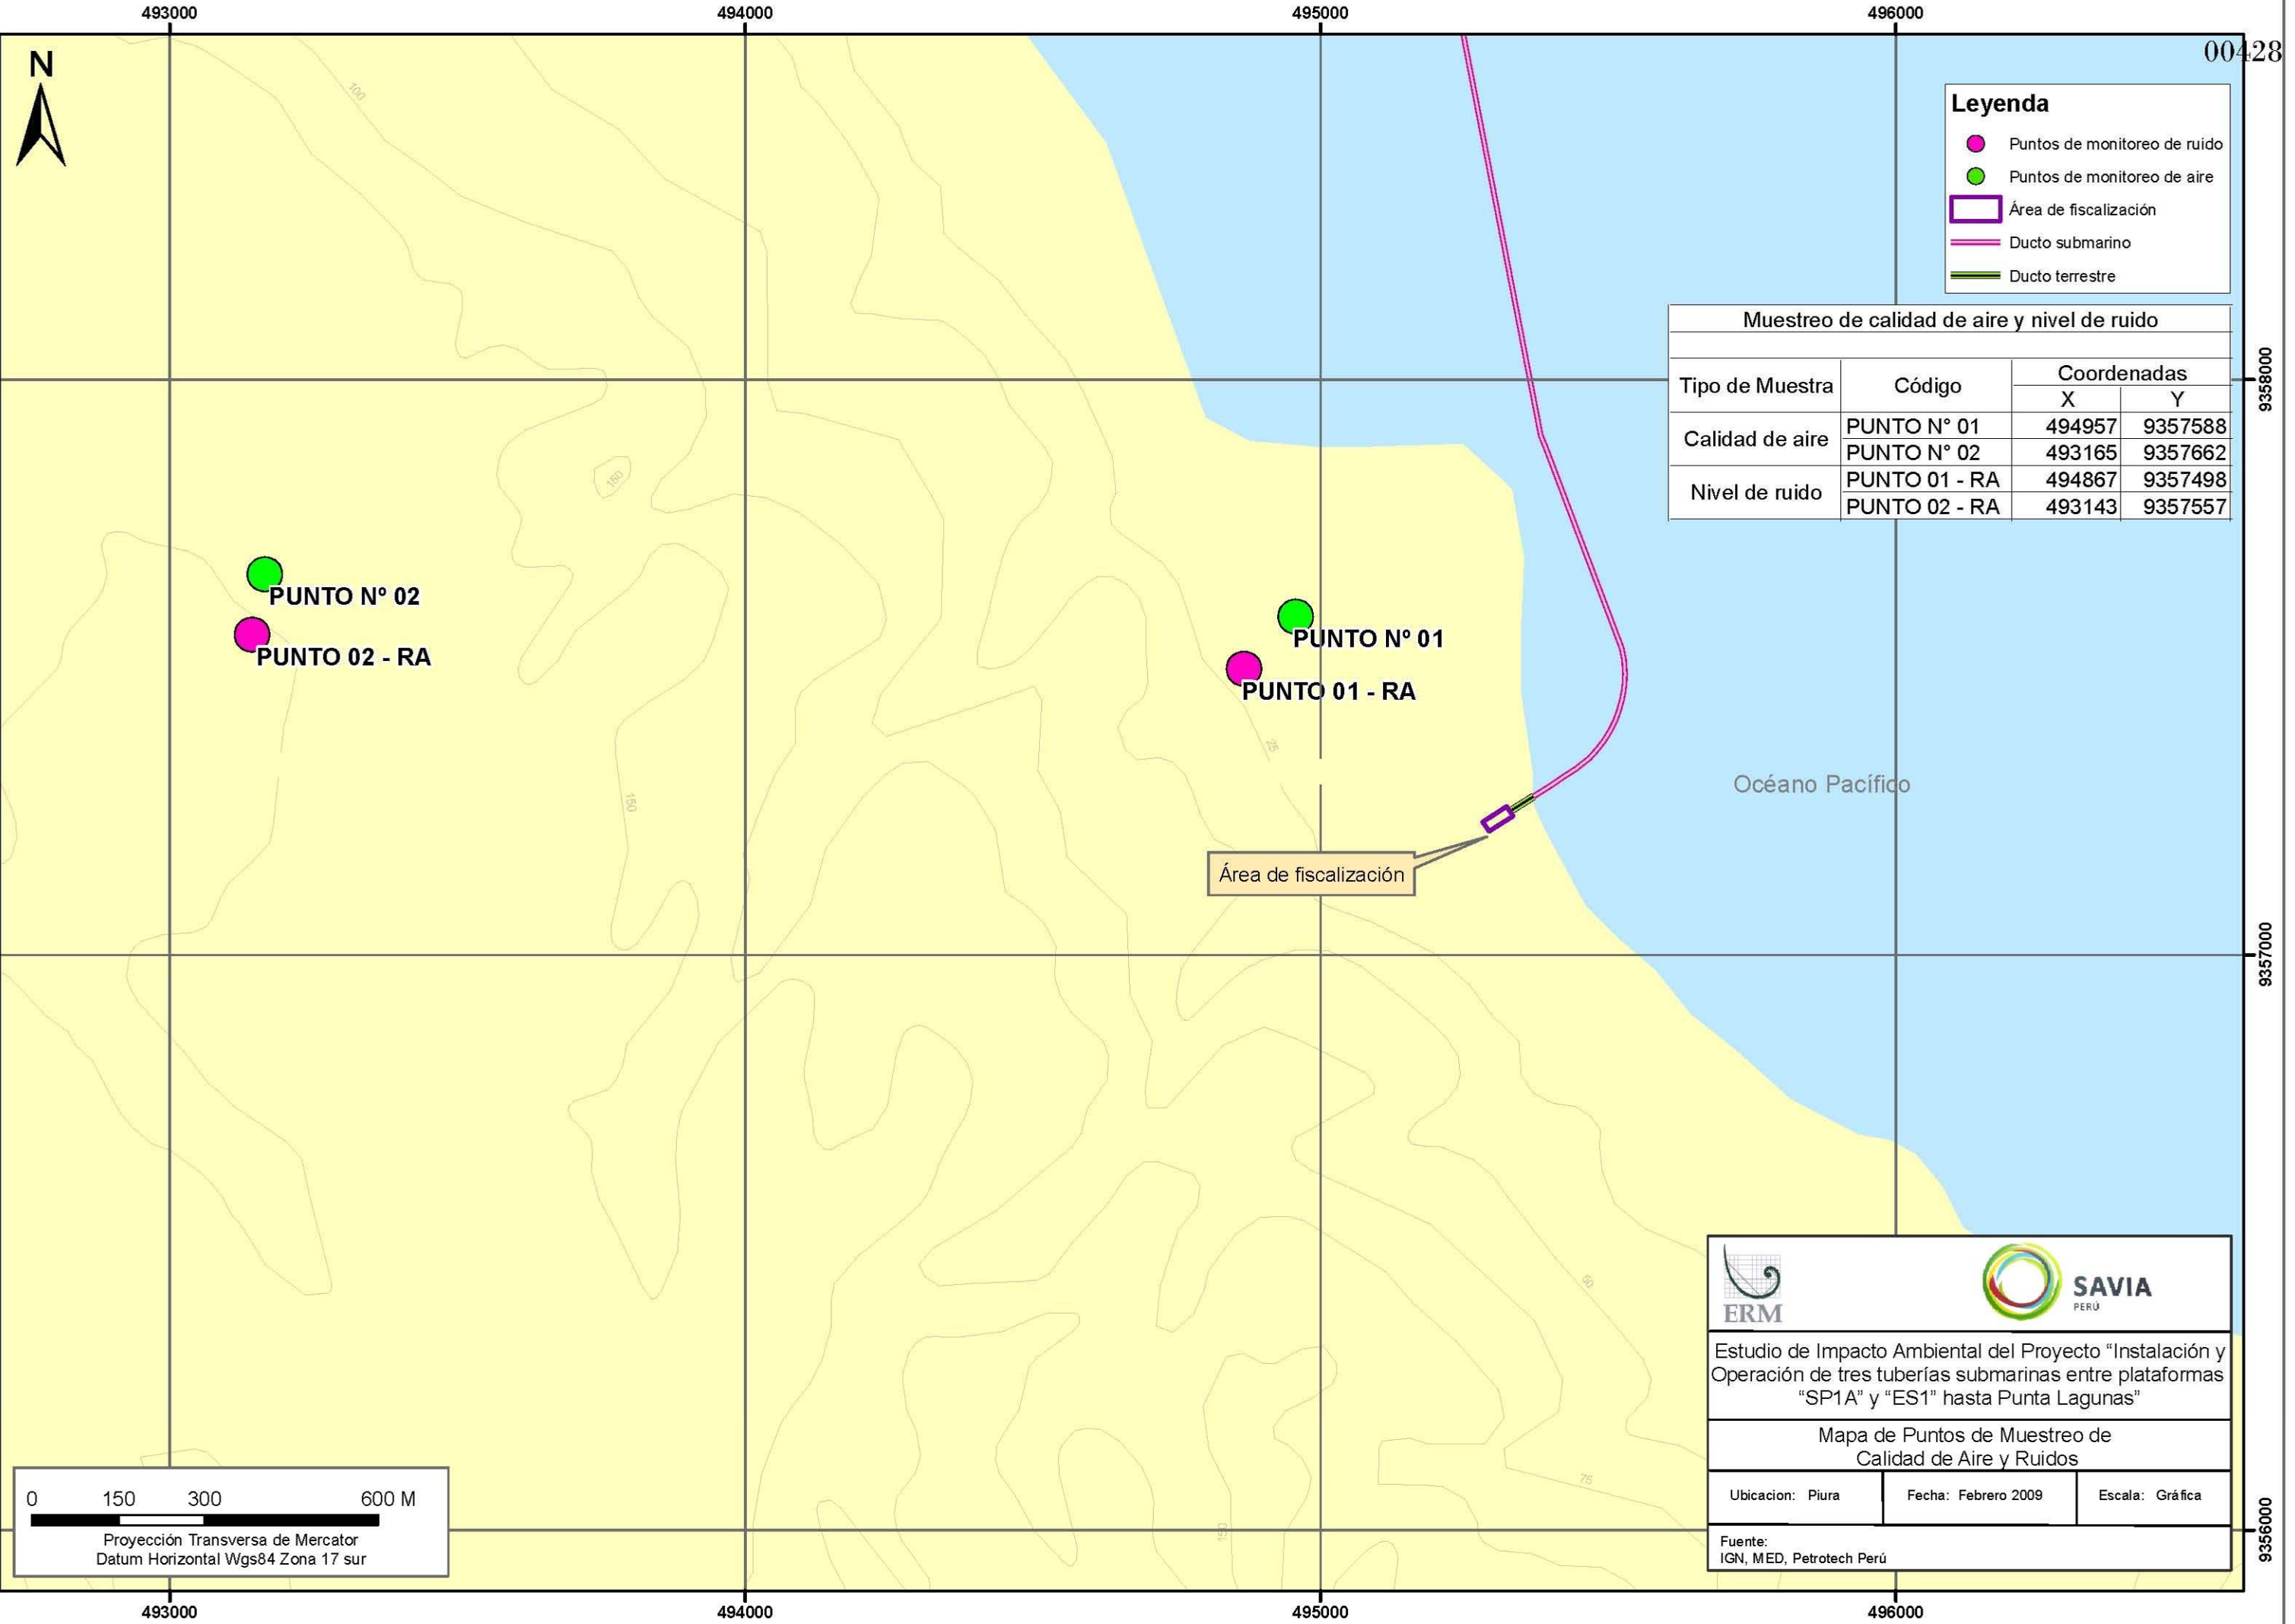 493000 494000 495000 496000
00428
N
Leyenda
Puntos de monitoreo de ruido
Puntos de monitoreo de aire
Área de fiscalización
Ducto submarino
Ducto terrestre
Muestreo de calidad de aire y nivel de ruido
Tipo de Muestra Código Coordenadas
X Y
Calidad de aire PUNTO N° 01 494957 9357588
PUNTO N° 02 493165 9357662
Nivel de ruido PUNTO 01 - RA 494867 9357498
PUNTO 02 - RA 493143 9357557
100
9358000
150
PUNTO Nº 02
PUNTO 02 - RA
PUNTO Nº 01
PUNTO 01 - RA
25
150
Océano Pacífico
Área de fiscalización
9357000
50
75
150
9356000
ERM
SAVIA
PERÚ
Estudio de Impacto Ambiental del Proyecto “Instalación y
Operación de tres tuberías submarinas entre plataformas
“SP1A” y “ES1” hasta Punta Lagunas”
Mapa de Puntos de Muestreo de
Calidad de Aire y Ruidos
Ubicacion: Piura Fecha: Febrero 2009 Escala: Gráfica
Fuente:
IGN, MED, Petrotech Perú
0 150 300 600 M
Proyección Transversa de Mercator
Datum Horizontal Wgs84 Zona 17 sur
493000 494000 495000 496000